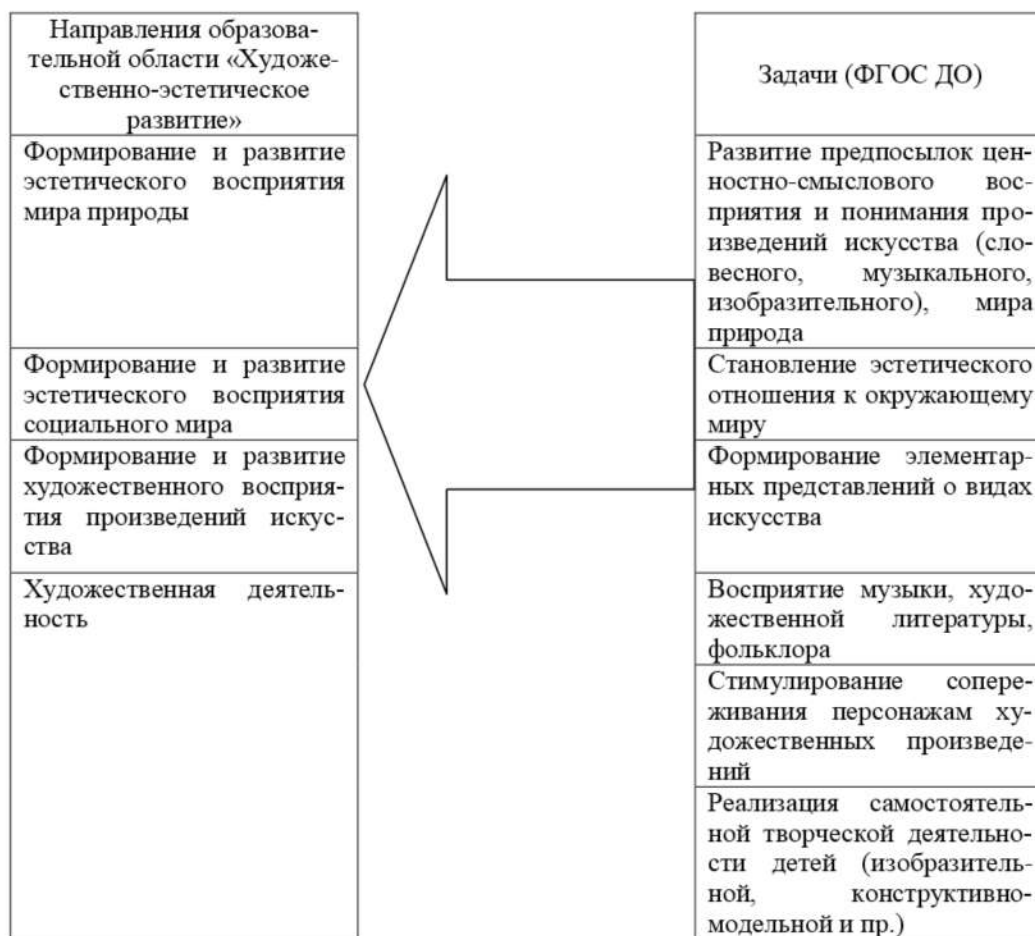 Направления образова-
тельной области «Художе-
ственно-эстетическое
развитие»
Формирование и развитие
эстетического восприятия
мира природы
Формирование и развитие
эстетического восприятия
социального мира
Формирование и развитие
художественного восприя-
тия произведений искус-
ства
Художественная деятель-
ность
Задачи (ФГОС ДО)
Развитие предпосылок цен-
ностно-смыслового вос-
приятия и понимания про-
изведений искусства (сло-
весного, музыкального,
изобразительного), мира
природа
Становление эстетического
отношения к окружающему
миру
Формирование элементар-
ных представлений о видах
искусства
Восприятие музыки, худо-
жественной литературы,
фольклора
Стимулирование сопере-
живания персонажам ху-
дожественных произведе-
ний
Реализация самостоятель-
ной творческой деятельно-
сти детей (изобразитель-
ной, конструктивно-
модельной и пр.)